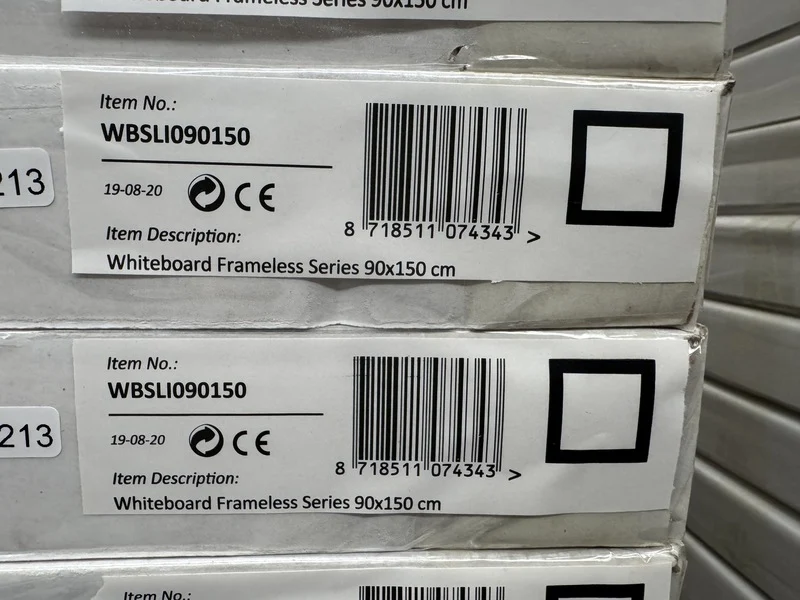 Whiteboard Frameless Series 90x150 cm
Item No.:
WBSLI090150
213
19-08-20 CE
8 718511 074343 >
Item Description:
Whiteboard Frameless Series 90x150 cm
Item No.:
WBSLI090150
213
19-08-20 CE
8 718511 074343 >
Item Description:
Whiteboard Frameless Series 90x150 cm
Item No.: